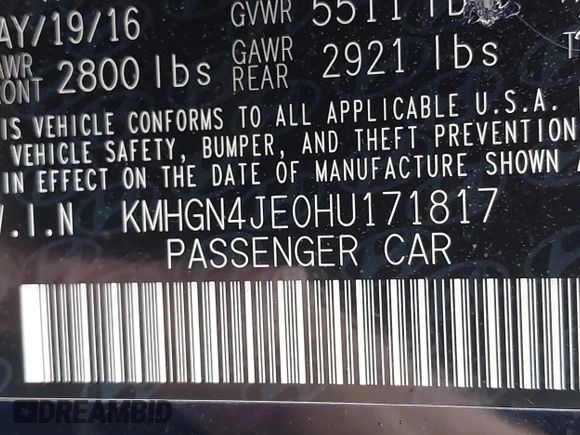 AY/19/16 GVWR 5511 lb
AWR FRONT 2800 lbs GAWR REAR 2921 lbs
IS VEHICLE CONFORMS TO ALL APPLICABLE U.S.A.
VEHICLE SAFETY, BUMPER, AND THEFT PREVENTION
IN EFFECT ON THE DATE OF MANUFACTURE SHOWN A
V.I.N KMHGN4JE0HU171817
PASSENGER CAR
DREAMBID